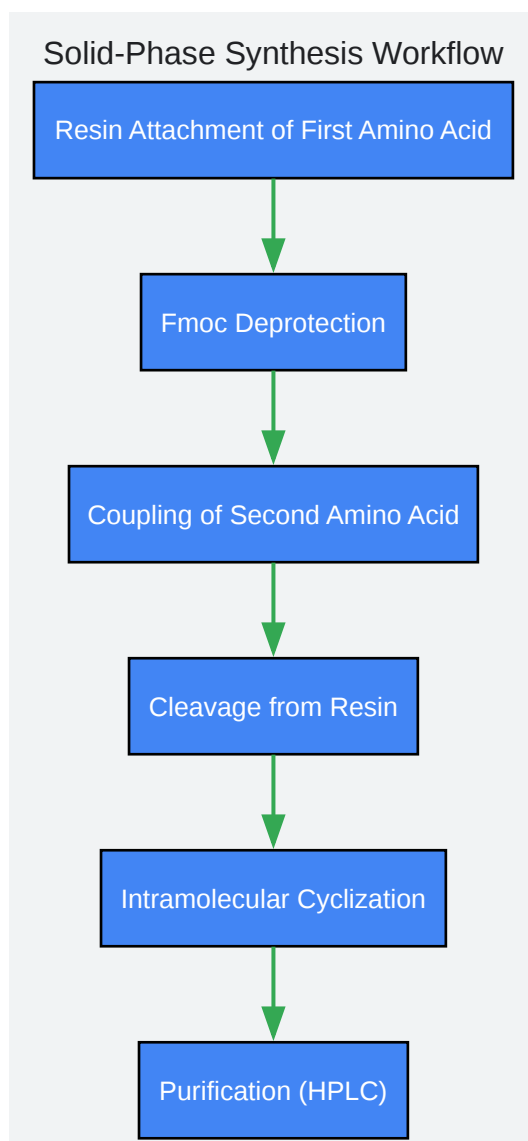 Solid-Phase Synthesis Workflow
Resin Attachment of First Amino Acid
Fmoc Deprotection
Coupling of Second Amino Acid
Cleavage from Resin
Intramolecular Cyclization
Purification (HPLC)